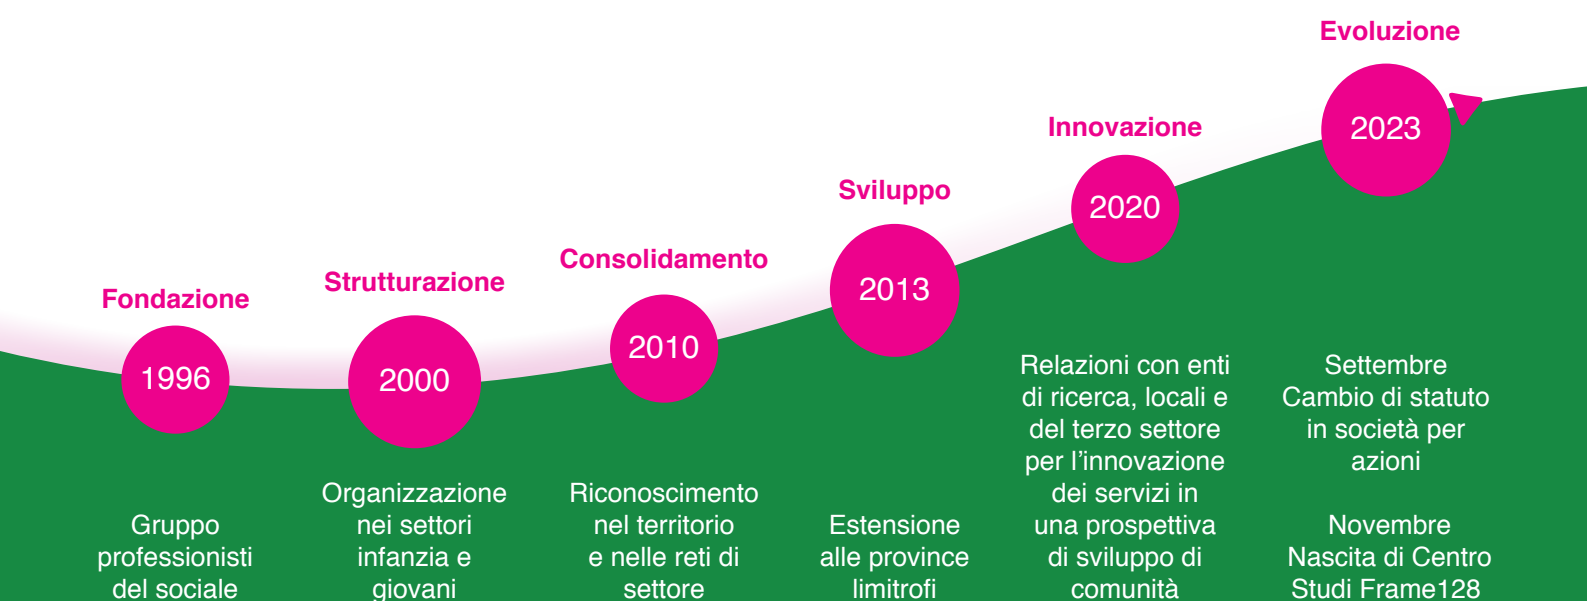 Fondazione
1996
Gruppo
professionisti
del sociale
Strutturazione
2000
Organizzazione
nei settori
infanzia e
giovani
Consolidamento
2010
Riconoscimento
nel territorio
e nelle reti di
settore
Sviluppo
2013
Estensione
alle province
limitrofi
Innovazione
2020
Relazioni con enti
di ricerca, locali e
del terzo settore
per l’innovazione
dei servizi in
una prospettiva
di sviluppo di
comunità
Evoluzione
2023
Settembre
Cambio di statuto
in società per
azioni
Novembre
Nascita di Centro
Studi Frame128